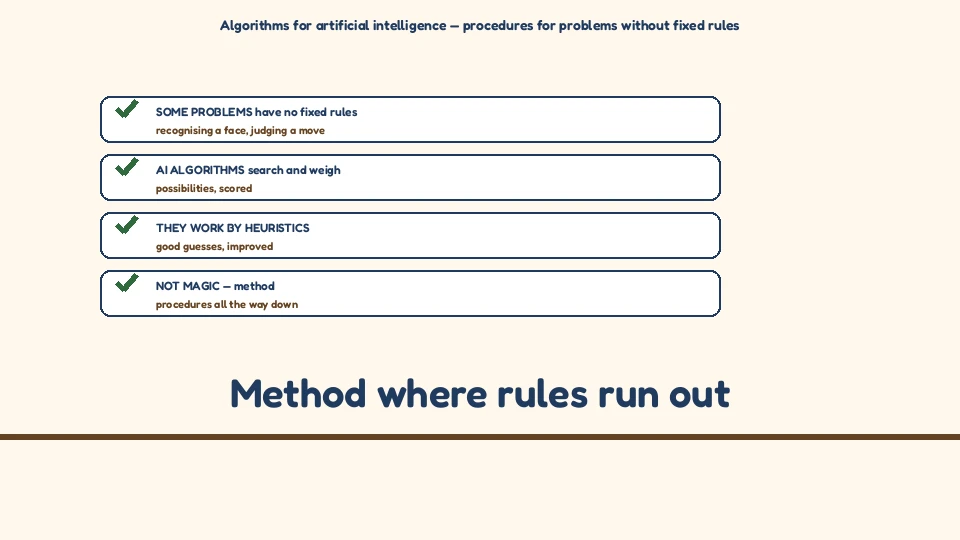 Algorithms for artificial intelligence — procedures for problems without fixed rules
SOME PROBLEMS have no fixed rules
recognising a face, judging a move
AI ALGORITHMS search and weigh
possibilities, scored
THEY WORK BY HEURISTICS
good guesses, improved
NOT MAGIC — method
procedures all the way down
Method where rules run out